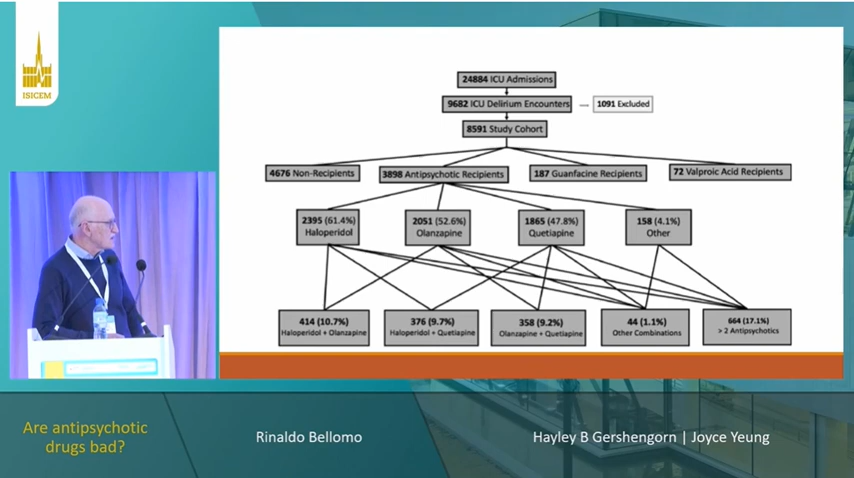 ISICEM
24884 ICU Admissions
9682 ICU Delirium Encounters
1091 Excluded
8591 Study Cohort
4676 Non-Recipients
3898 Antipsychotic Recipients
187 Guanfacine Recipients
72 Valproic Acid Recipients
2395 (61.4%)
Haloperidol
2051 (52.6%)
Olanzapine
1865 (47.8%)
Quetiapine
158 (4.1%)
Other
414 (10.7%)
Haloperidol + Olanzapine
376 (9.7%)
Haloperidol + Quetiapine
358 (9.2%)
Olanzapine + Quetiapine
44 (1.1%)
Other Combinations
664 (17.1%)
> 2 Antipsychotics
Are antipsychotic
drugs bad?
Rinaldo Bellomo
Hayley B Gershengorn | Joyce Yeung